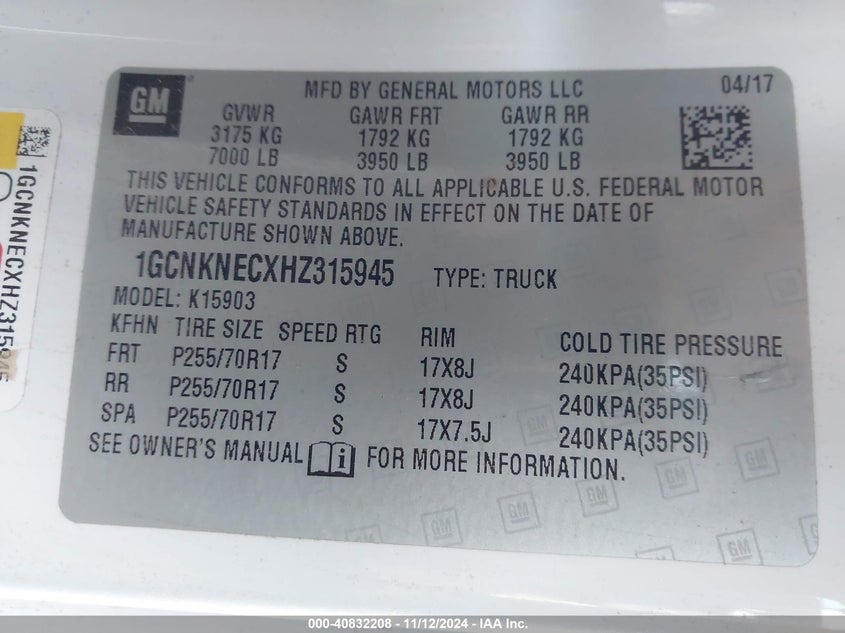 GM
MFD BY GENERAL MOTORS LLC 04/17
GVWR GAWR FRT GAWR RR
3175 KG 1792 KG 1792 KG
7000 LB 3950 LB 3950 LB
THIS VEHICLE CONFORMS TO ALL APPLICABLE U.S. FEDERAL MOTOR
VEHICLE SAFETY STANDARDS IN EFFECT ON THE DATE OF
MANUFACTURE SHOWN ABOVE.
1GCNKNECXHZ315945 TYPE: TRUCK
MODEL: K15903
KFHN TIRE SIZE SPEED RTG RIM COLD TIRE PRESSURE
FRT P255/70R17 S 17X8J 240KPA(35PSI)
RR P255/70R17 S 17X8J 240KPA(35PSI)
SPA P255/70R17 S 17X7.5J 240KPA(35PSI)
SEE OWNER'S MANUAL i FOR MORE INFORMATION.
1GCNKNECXHZ315945
000-40832208 - 11/12/2024 - IAA Inc.